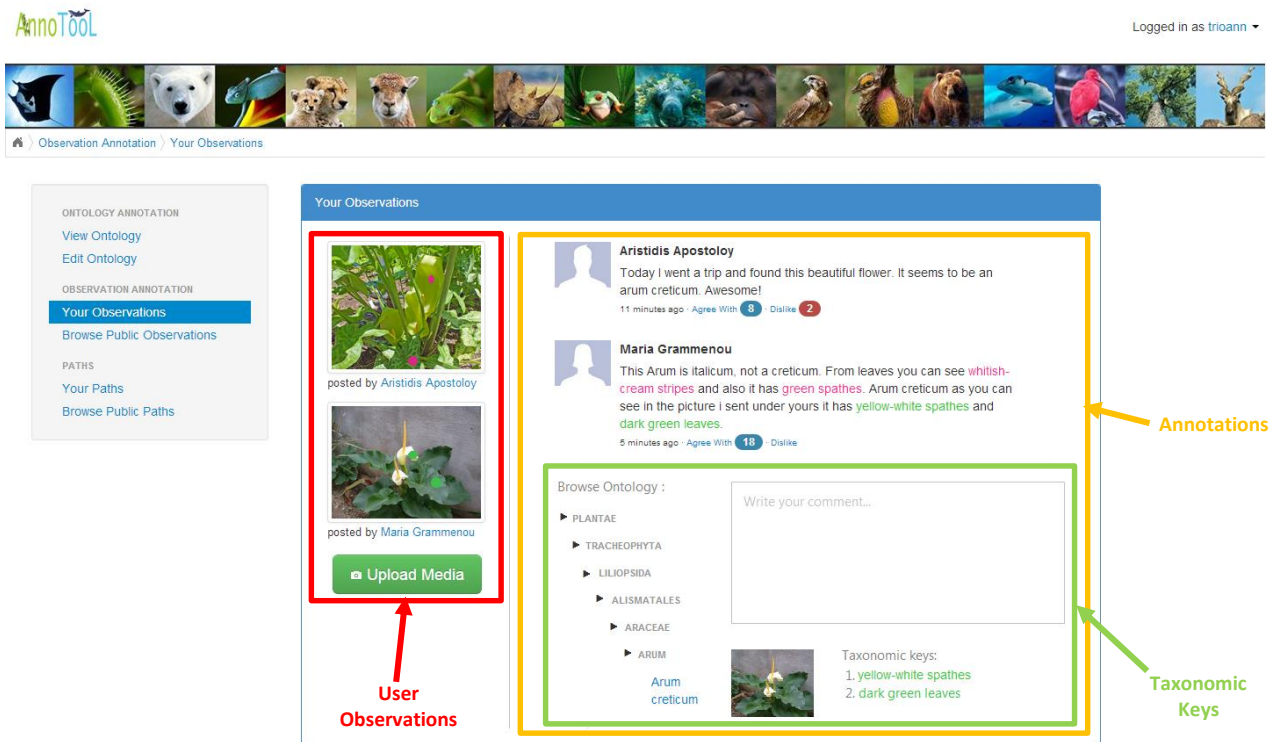 AnnoTooL
Logged in as trioann
Observation Annotation
Your Observations
ONTOLOGY ANNOTATION
View Ontology
Edit Ontology
OBSERVATION ANNOTATION
Your Observations
Browse Public Observations
PATHS
Your Paths
Browse Public Paths
Your Observations
posted by Aristidis Apostoloy
posted by Maria Grammenou
Upload Media
User
Observations
Aristidis Apostoloy
Today I went a trip and found this beautiful flower. It seems to be an
arum creticum. Awesome!
11 minutes ago · Agree With 8 · Dislike 2
Maria Grammenou
This Arum is italicum, not a creticum. From leaves you can see whitish-
cream stripes and also it has green spathes. Arum creticum as you can
see in the picture i sent under yours it has yellow-white spathes and
dark green leaves.
5 minutes ago · Agree With 18 · Dislike
Annotations
Browse Ontology :
PLANTAE
TRACHEOPHYTA
LILIOPSIDA
ALISMATALES
ARACEAE
ARUM
Arum
creticum
Write your comment...
Taxonomic keys:
1. yellow-white spathes
2. dark green leaves
Taxonomic
Keys